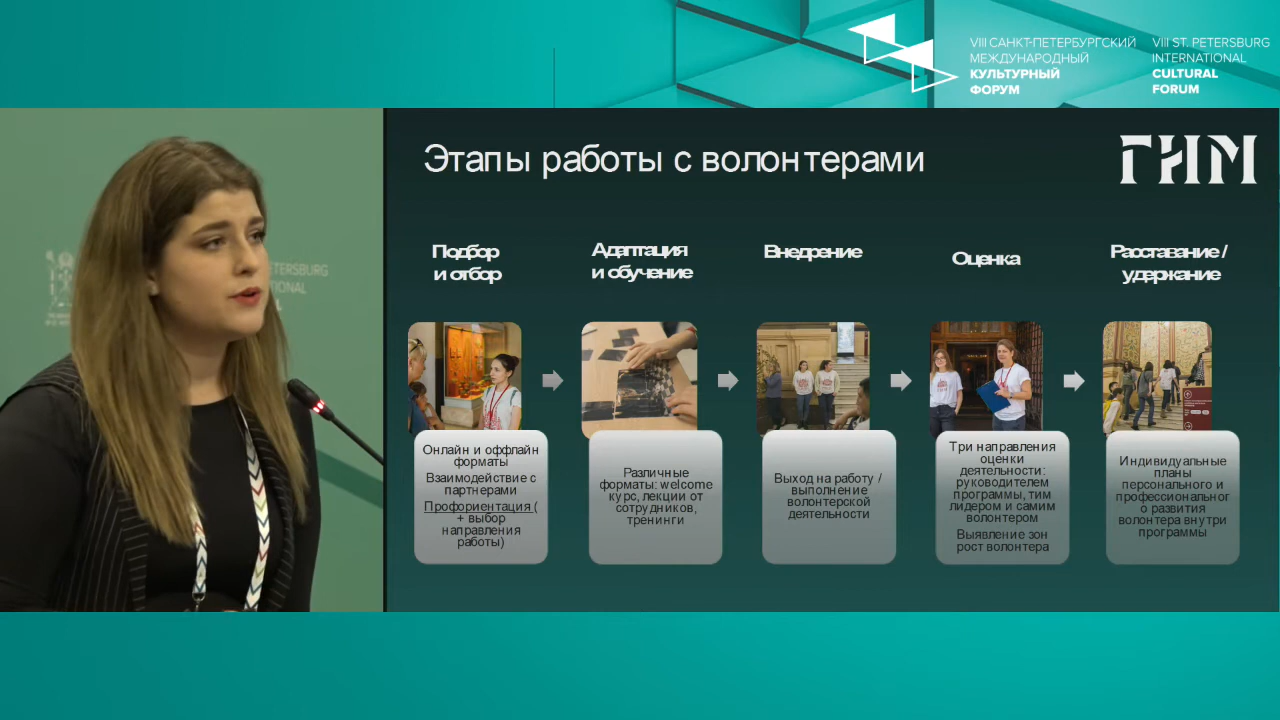 VIII САНКТ-ПЕТЕРБУРГСКИЙ
МЕЖДУНАРОДНЫЙ
КУЛЬТУРНЫЙ
ФОРУМ
VIII ST. PETERSBURG
INTERNATIONAL
CULTURAL
FORUM
Этапы работы с волонтерами
ГИМ
Подбор
и отбор
Адаптация
и обучение
Внедрение
Оценка
Расставание /
удержание
Онлайн и оффлайн
форматы
Взаимодействие с
партнерами
Профориентация (
+ выбор
направления
работы)
Различные
форматы: welcome
курс, лекции от
сотрудников,
тренинги
Выход на работу /
выполнение
волонтерской
деятельности
Три направления
оценки
деятельности:
руководителем
программы, тим
лидером и самим
волонтером
Выявление зон
рост волонтера
Индивидуальные
планы
персонального и
профессиональног
о развития
волонтера внутри
программы
TERSBURG
TIONAL